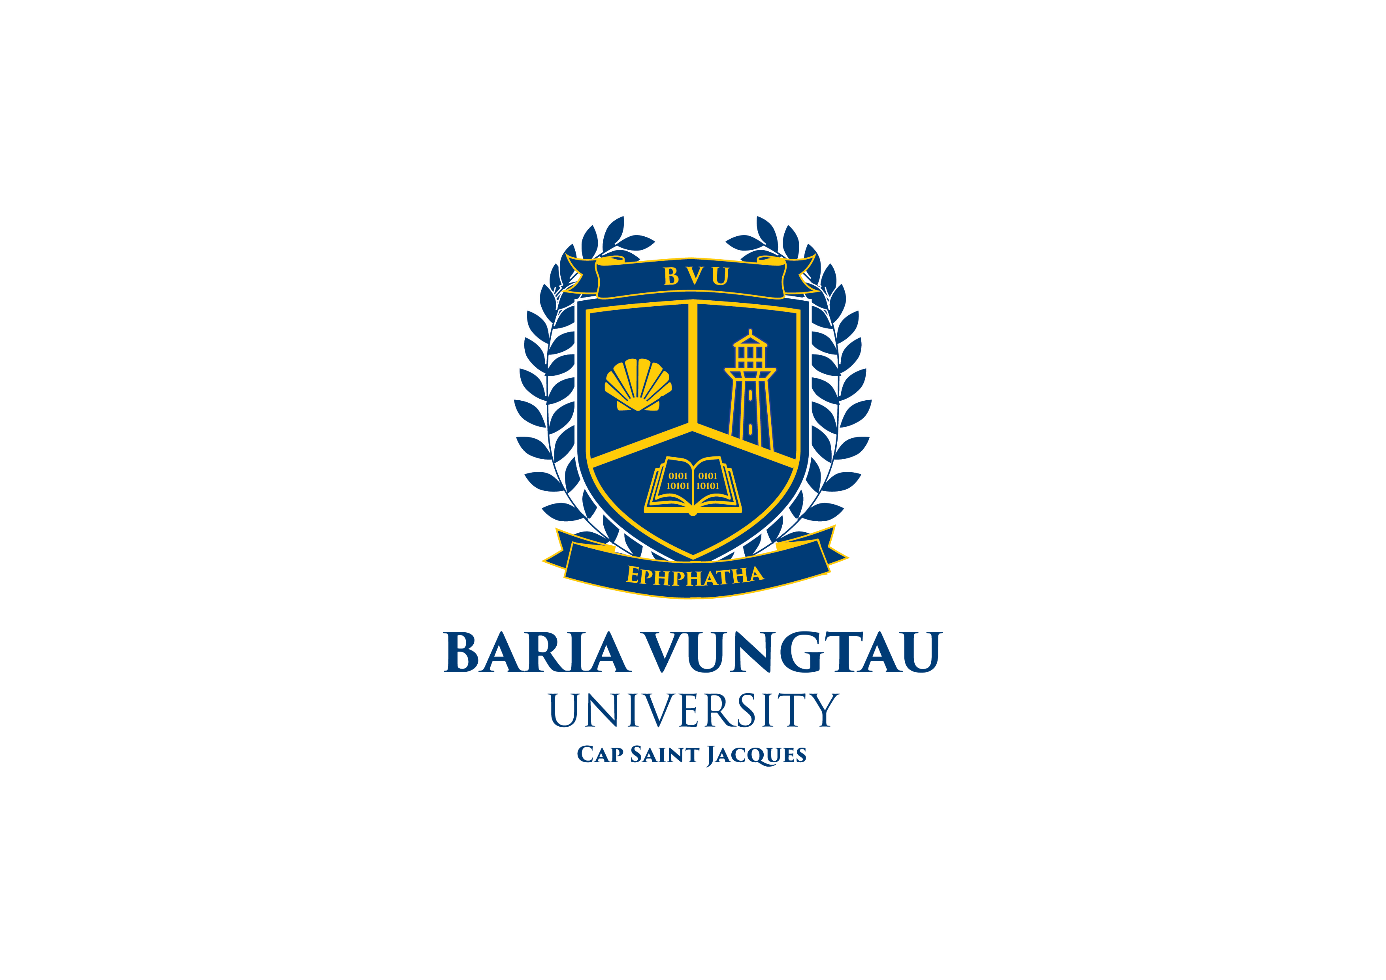 BVU
0101 0101
10101 10101
EPHPHATHA
BARIA VUNGTAU
UNIVERSITY
CAP SAINT JACQUES